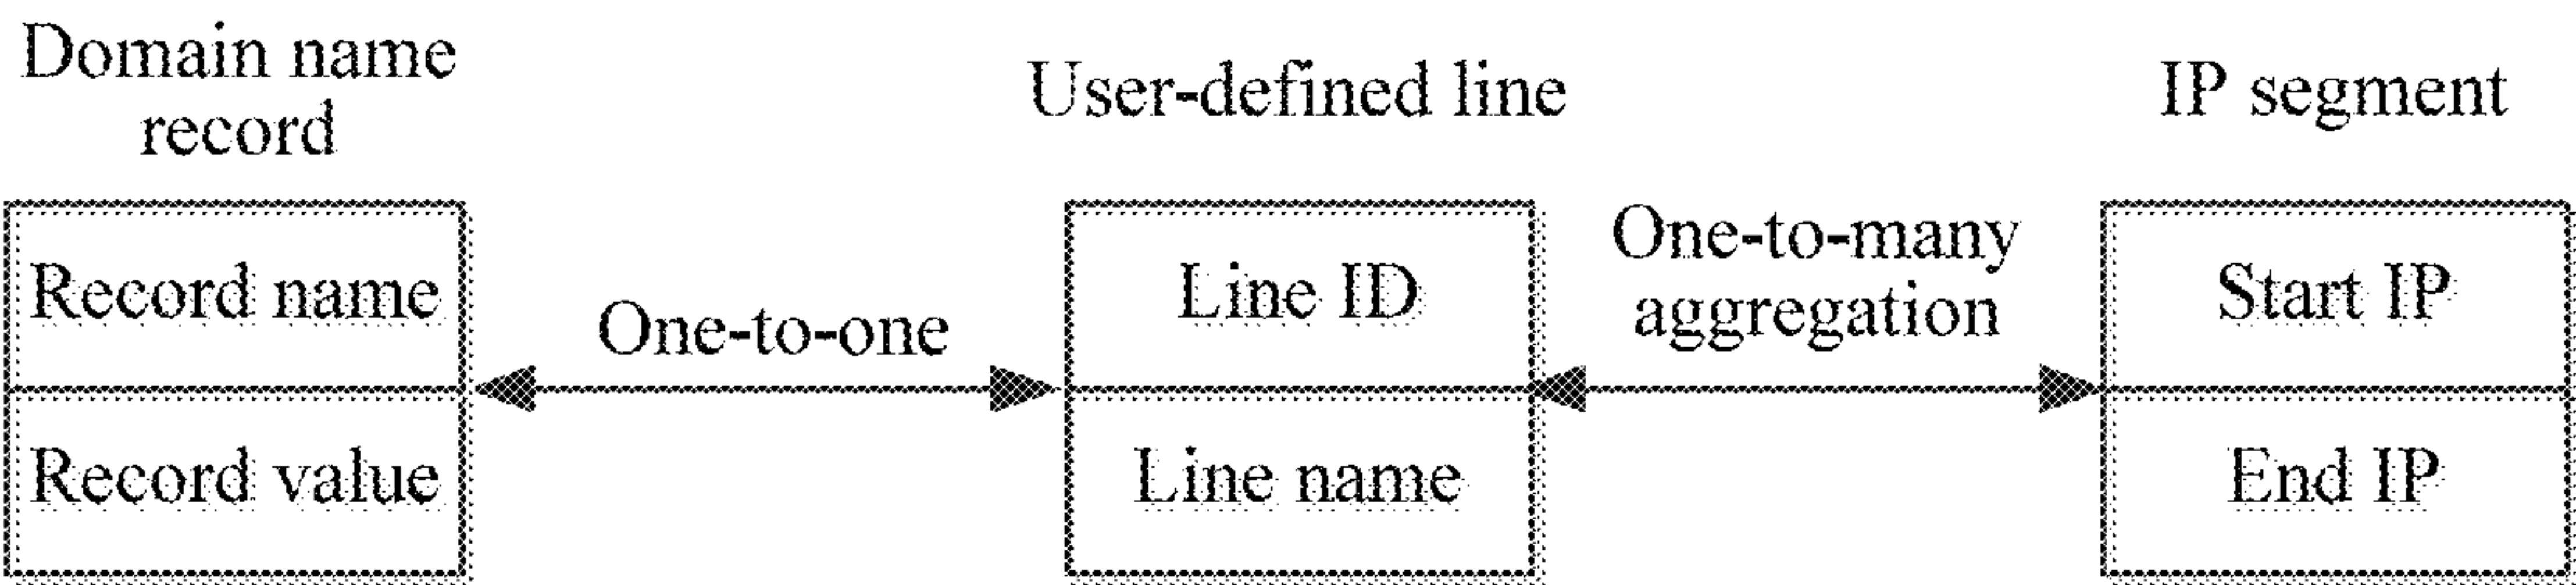 Domain name
record
User-defined line
IP segment
Record name
Record value
One-to-one
Line ID
Line name
One-to-many
aggregation
Start IP
End IP